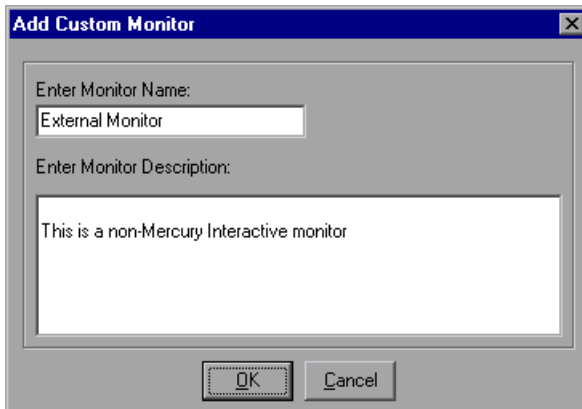 Add Custom Monitor
Enter Monitor Name:
External Monitor
Enter Monitor Description:
This is a non-Mercury Interactive monitor
OK Cancel